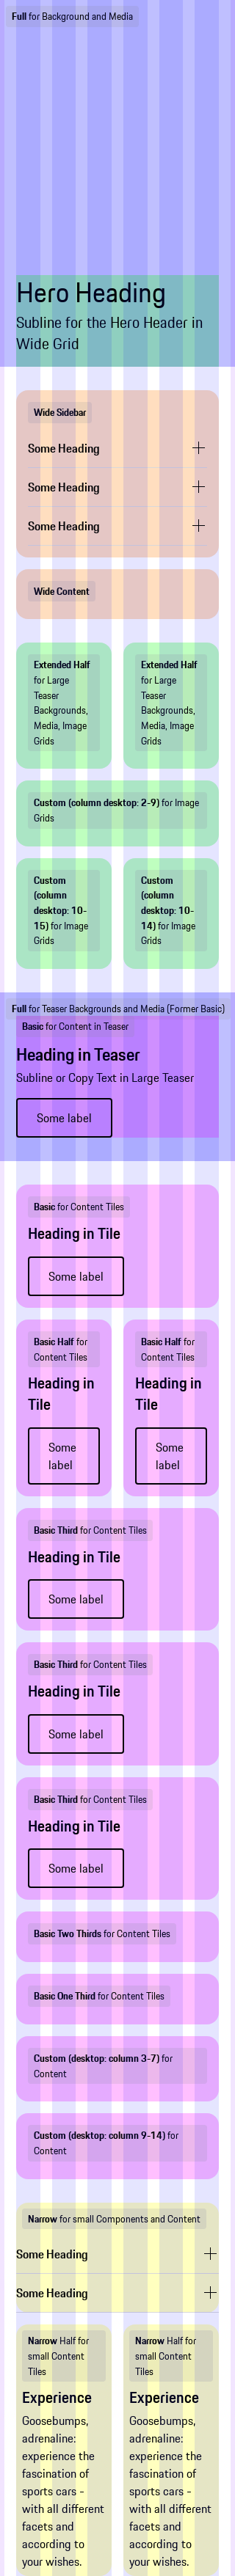 Full for Background and Media
Hero Heading
Subline for the Hero Header in
Wide Grid
Wide Sidebar
Some Heading
Some Heading
Some Heading
Wide Content
Extended Half
for Large
Teaser
Backgrounds,
Media, Image
Grids
Extended Half
for Large
Teaser
Backgrounds,
Media, Image
Grids
Custom (column desktop: 2-9) for Image
Grids
Custom
(column
desktop: 10-
15) for Image
Grids
Custom
(column
desktop: 10-
14) for Image
Grids
Full for Teaser Backgrounds and Media (Former Basic)
Basic for Content in Teaser
Heading in Teaser
Subline or Copy Text in Large Teaser
Some label
Basic for Content Tiles
Heading in Tile
Some label
Basic Half for
Content Tiles
Heading in
Tile
Some
label
Basic Half for
Content Tiles
Heading in
Tile
Some
label
Basic Third for Content Tiles
Heading in Tile
Some label
Basic Third for Content Tiles
Heading in Tile
Some label
Basic Third for Content Tiles
Heading in Tile
Some label
Basic Two Thirds for Content Tiles
Basic One Third for Content Tiles
Custom (desktop: column 3-7) for
Content
Custom (desktop: column 9-14) for
Content
Narrow for small Components and Content
Some Heading
Some Heading
Narrow Half for
small Content
Tiles
Experience
Goosebumps,
adrenaline:
experience the
fascination of
sports cars -
with all different
facets and
according to
your wishes.
Narrow Half for
small Content
Tiles
Experience
Goosebumps,
adrenaline:
experience the
fascination of
sports cars -
with all different
facets and
according to
your wishes.